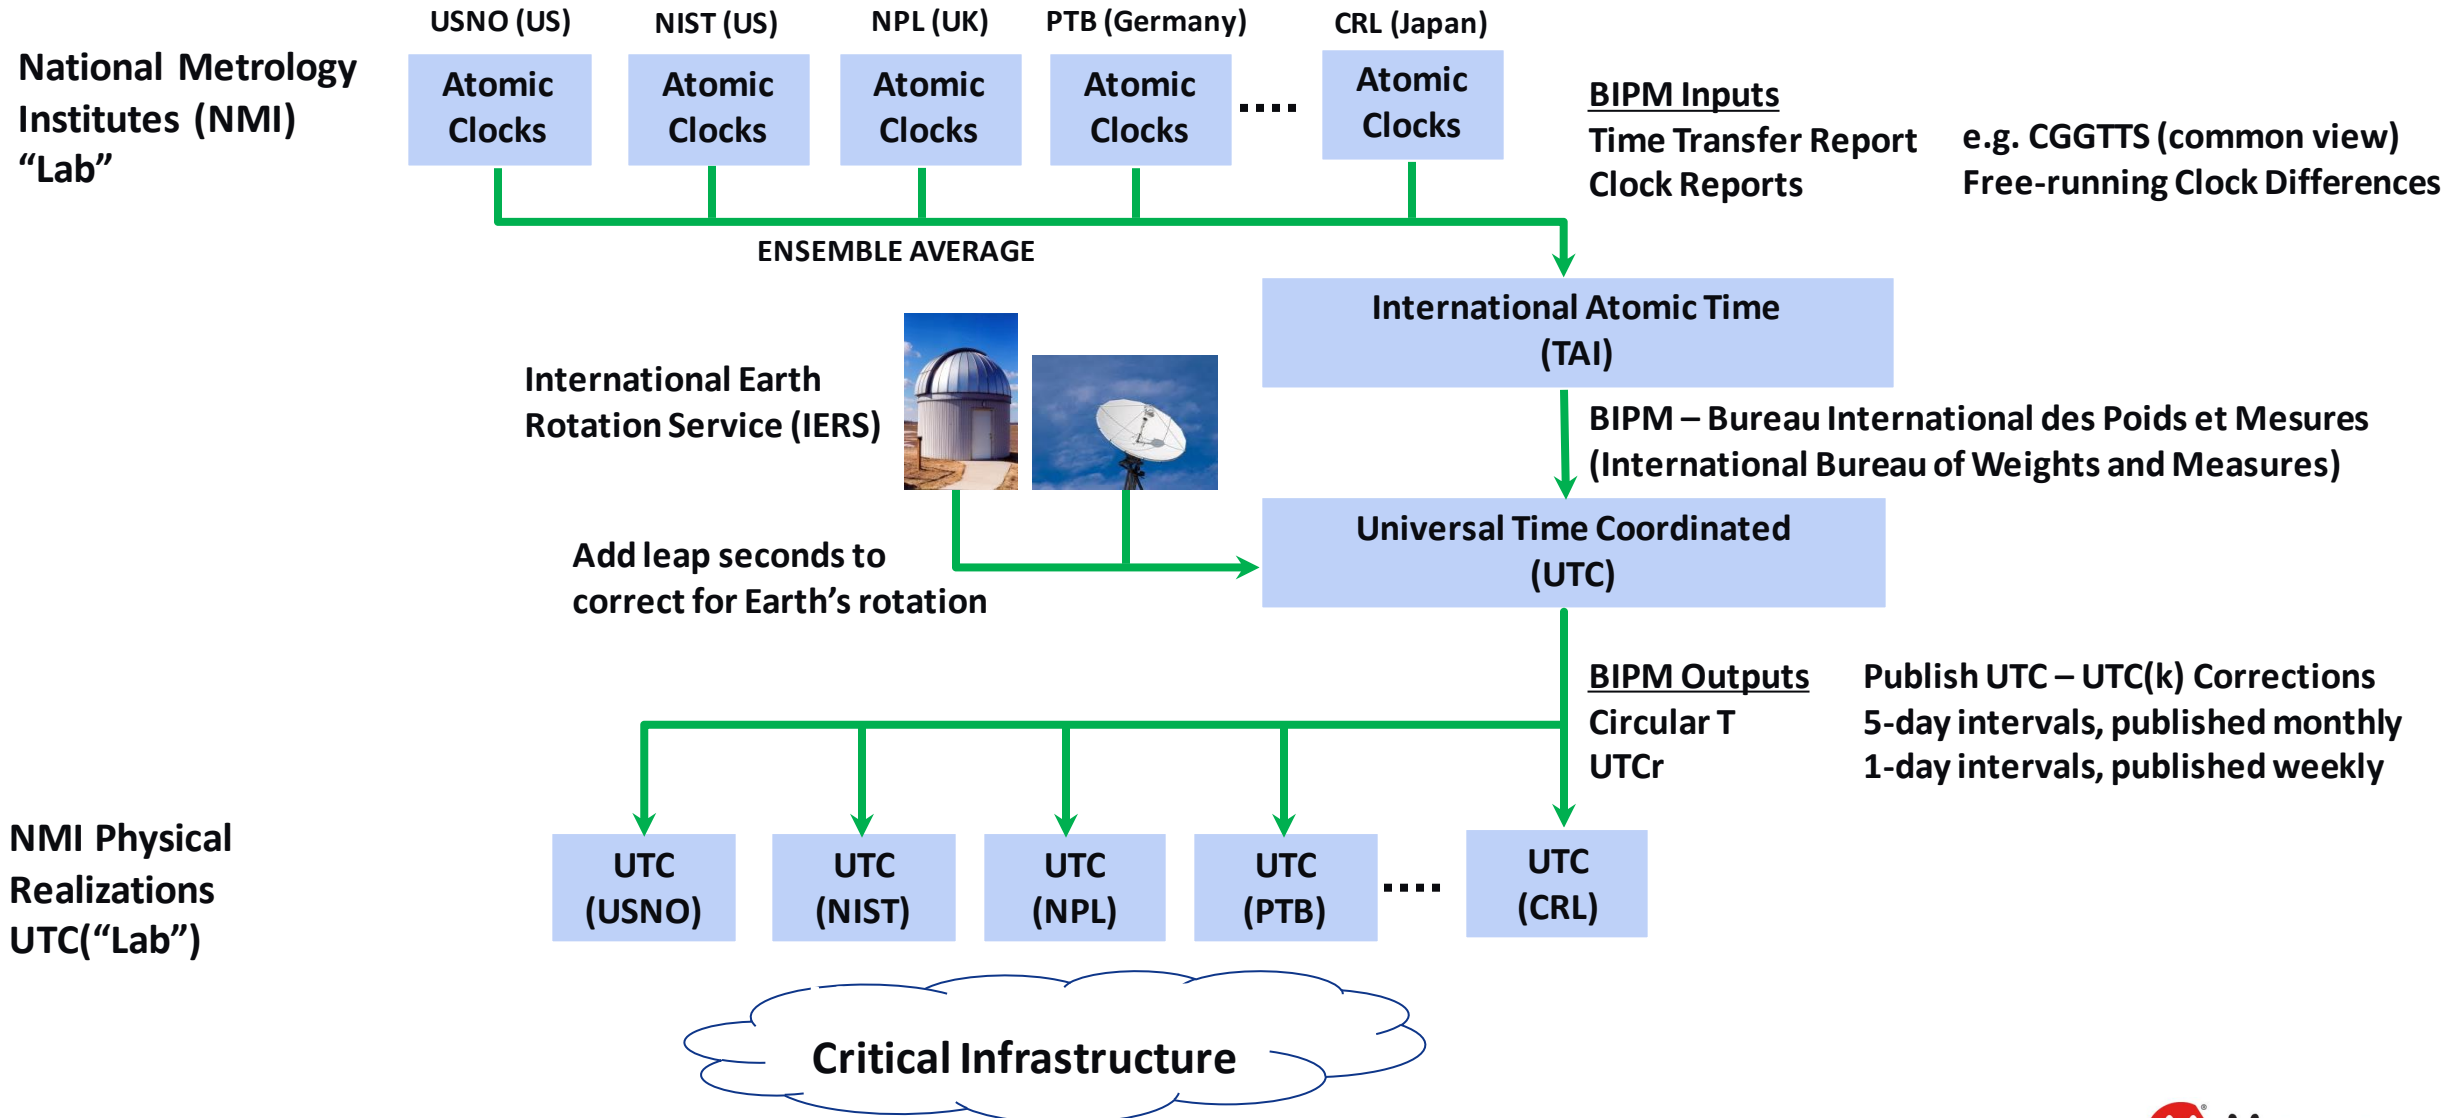 USNO (US)
NIST (US)
NPL (UK)
PTB (Germany)
CRL (Japan)
National Metrology
Institutes (NMI)
“Lab”
Atomic
Clocks
Atomic
Clocks
Atomic
Clocks
Atomic
Clocks
Atomic
Clocks
BIPM Inputs
Time Transfer Report e.g. CGGTTS (common view)
Clock Reports Free-running Clock Differences
ENSEMBLE AVERAGE
International Atomic Time
(TAI)
International Earth
Rotation Service (IERS)
BIPM – Bureau International des Poids et Mesures
(International Bureau of Weights and Measures)
Universal Time Coordinated
(UTC)
Add leap seconds to
correct for Earth’s rotation
BIPM Outputs Publish UTC – UTC(k) Corrections
Circular T 5-day intervals, published monthly
UTCr 1-day intervals, published weekly
NMI Physical
Realizations
UTC(“Lab”)
UTC
(USNO)
UTC
(NIST)
UTC
(NPL)
UTC
(PTB)
UTC
(CRL)
Critical Infrastructure